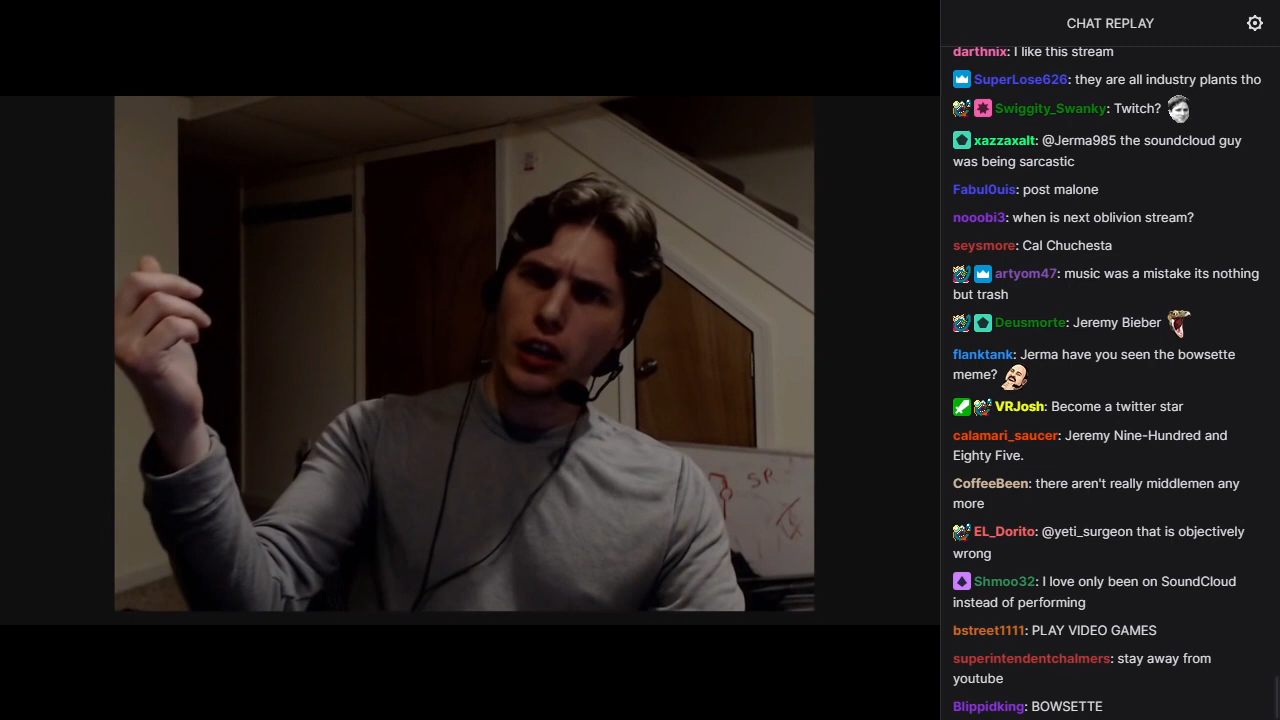 CHAT REPLAY
darthnix: I like this stream
SuperLose626: they are all industry plants tho
Swiggity_Swanky: Twitch?
xazzaxalt: @Jerma985 the soundcloud guy
was being sarcastic
Fabul0uis: post malone
nooobi3: when is next oblivion stream?
seysmore: Cal Chuchesta
artyom47: music was a mistake its nothing
but trash
Deusmorte: Jeremy Bieber
flanktank: Jerma have you seen the bowsette
meme?
VRJosh: Become a twitter star
calamari_saucer: Jeremy Nine-Hundred and
Eighty Five.
CoffeeBeen: there aren't really middlemen any
more
EL_Dorito: @yeti_surgeon that is objectively
wrong
Shmoo32: I love only been on SoundCloud
instead of performing
bstreet1111: PLAY VIDEO GAMES
superintendentchalmers: stay away from
youtube
Blippidking: BOWSETTE